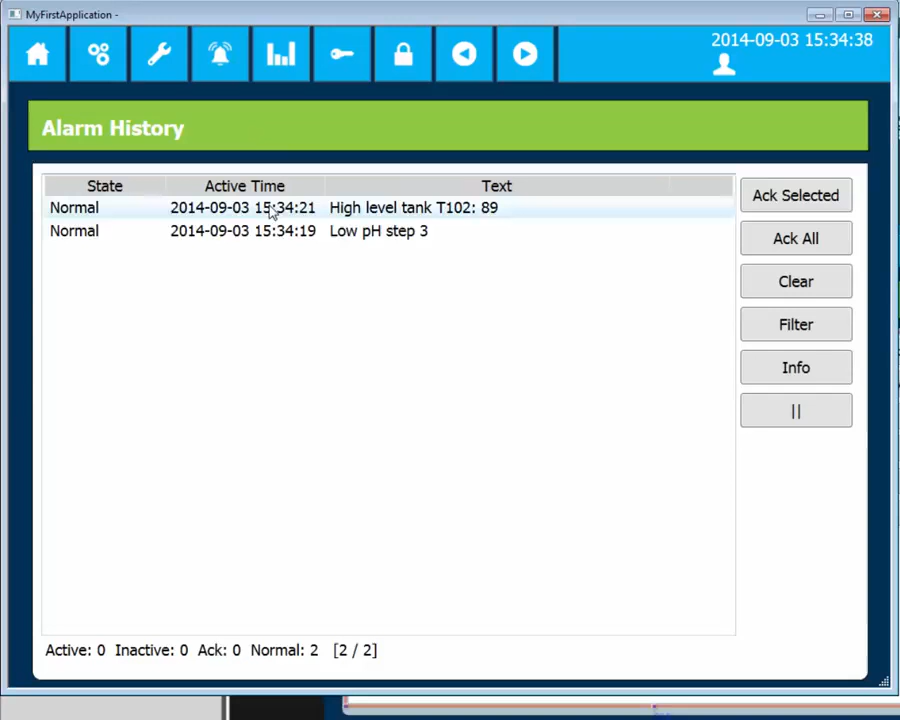 MyFirstApplication -
2014-09-03 15:34:38
Alarm History
State Active Time Text
Normal 2014-09-03 15:34:21 High level tank T102: 89
Normal 2014-09-03 15:34:19 Low pH step 3
Ack Selected
Ack All
Clear
Filter
Info
||
Active: 0 Inactive: 0 Ack: 0 Normal: 2 [2 / 2]